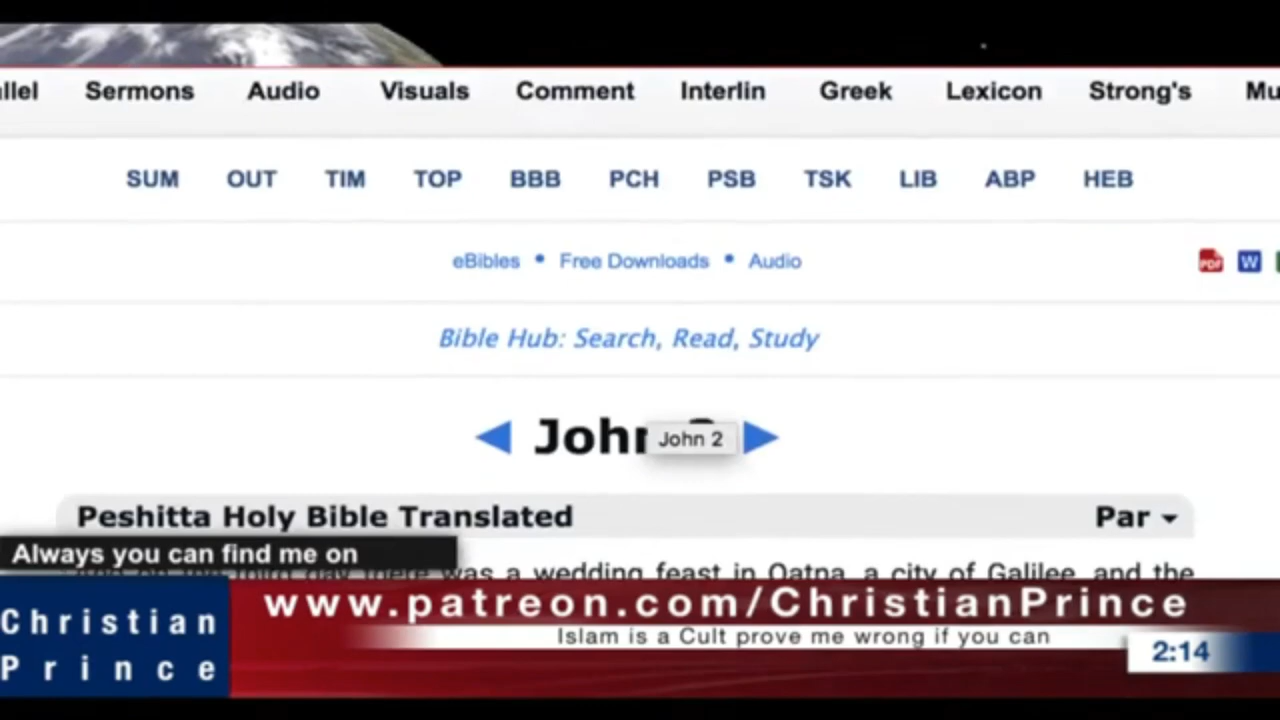 Sermons Audio Visuals Comment Interlin Greek Lexicon Strong's
SUM OUT TIM TOP BBB PCH PSB TSK LIB ABP HEB
eBibles • Free Downloads • Audio
PDF W
Bible Hub: Search, Read, Study
John 2
Peshitta Holy Bible Translated Par
Always you can find me on
was a wedding feast in Qatna, a city of Galilee, and the
Christian
Prince
www.patreon.com/ChristianPrince
Islam is a Cult prove me wrong if you can
2:14